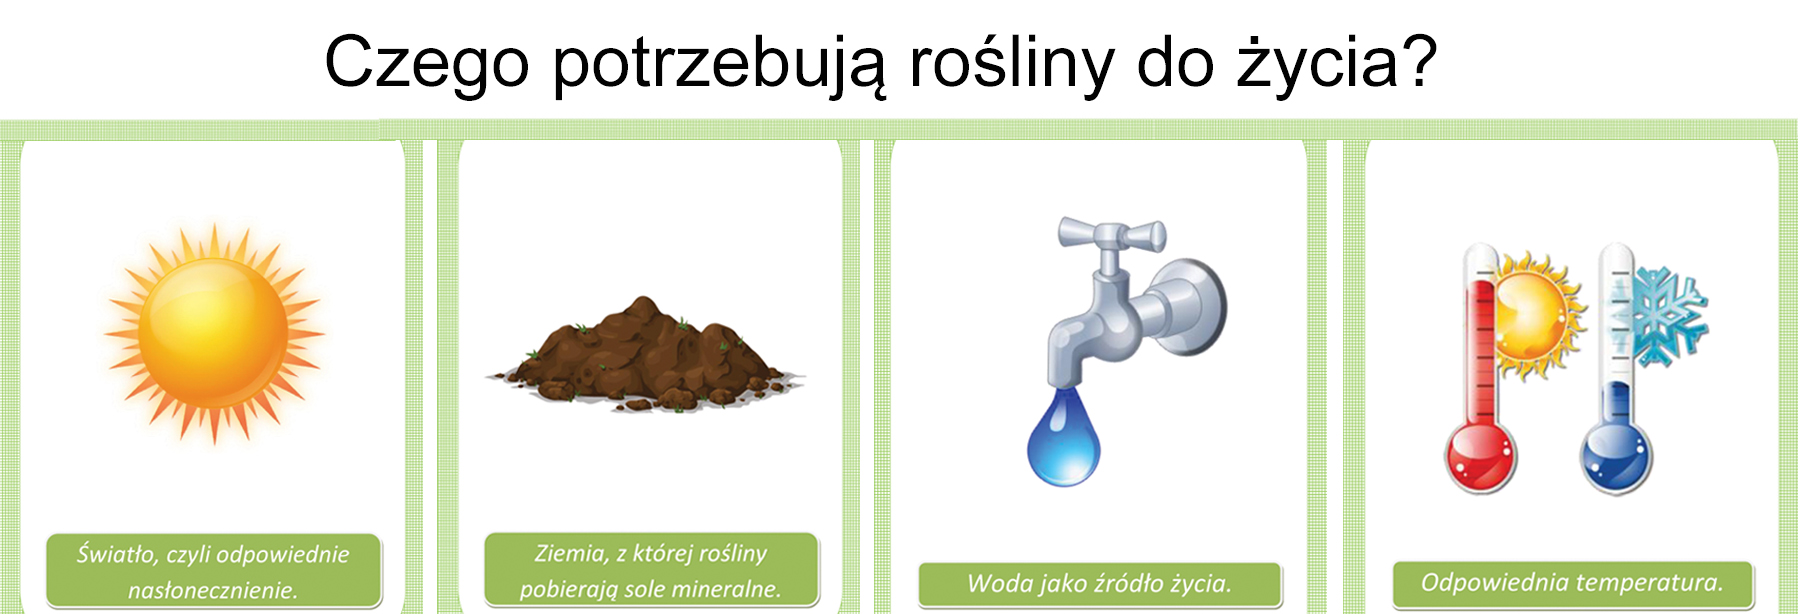 Czego potrzebują rośliny do życia?
Światło, czyli odpowiednie
nasłonecznienie.
Ziemia, z której rośliny
pobierają sole mineralne.
Woda jako źródło życia.
Odpowiednia temperatura.